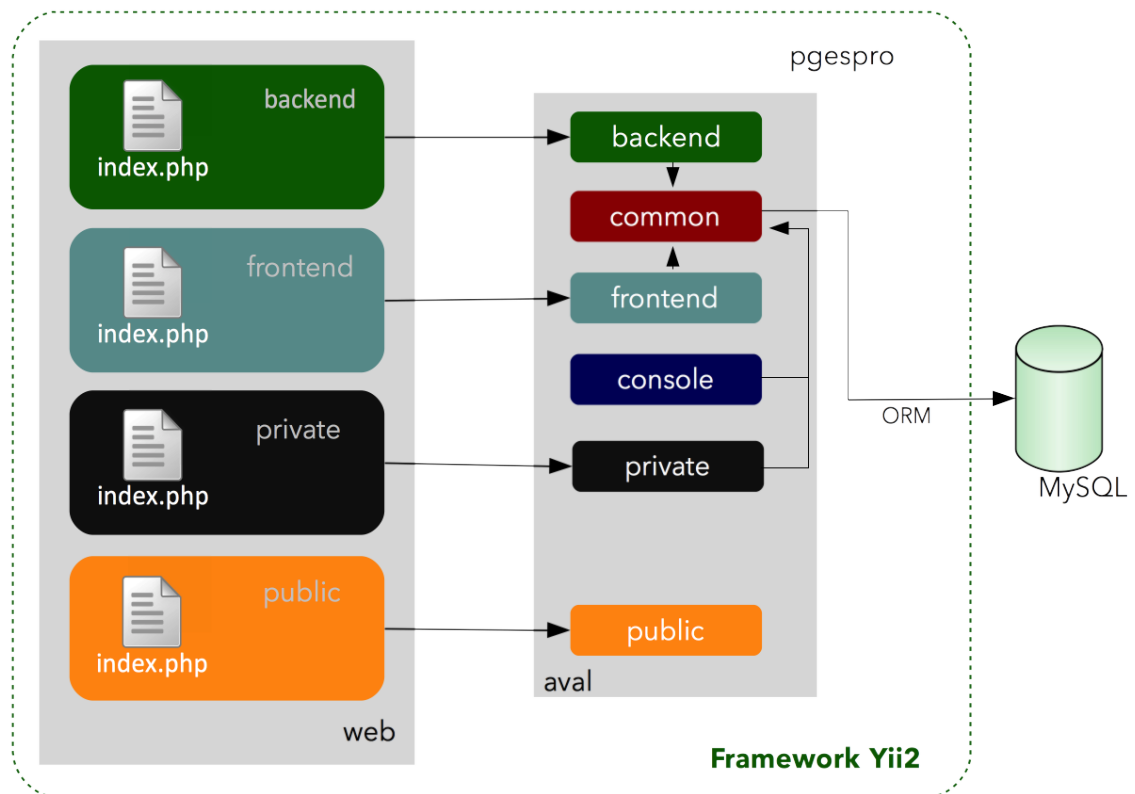 pgespro
backend
index.php
frontend
index.php
private
index.php
public
index.php
web
backend
common
frontend
console
private
public
aval
ORM
MySQL
Framework Yii2